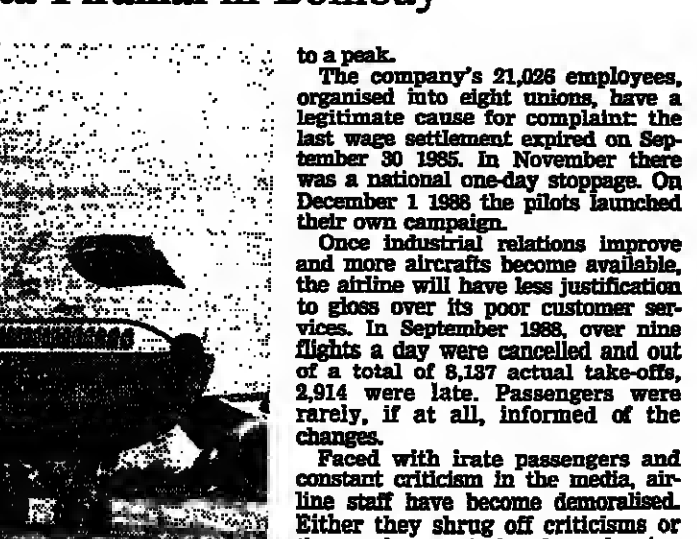 in Bombay
to a peak.
The company's 21,026 employees,
organised into eight unions, have a
legitimate cause for complaint: the
last wage settlement expired on Sep-
tember 30 1985. In November there
was a national one-day stoppage. On
December 1 1988 the pilots launched
their own campaign.
Once industrial relations improve
and more aircrafts become available,
the airline will have less justification
to gloss over its poor customer ser-
vices. In September 1988, over nine
flights a day were cancelled and out
of a total of 8,137 actual take-offs,
2,914 were late. Passengers were
rarely, if at all, informed of the
changes.
Faced with irate passengers and
constant criticism in the media, air-
line staff have become demoralised.
Either they shrug off criticisms or